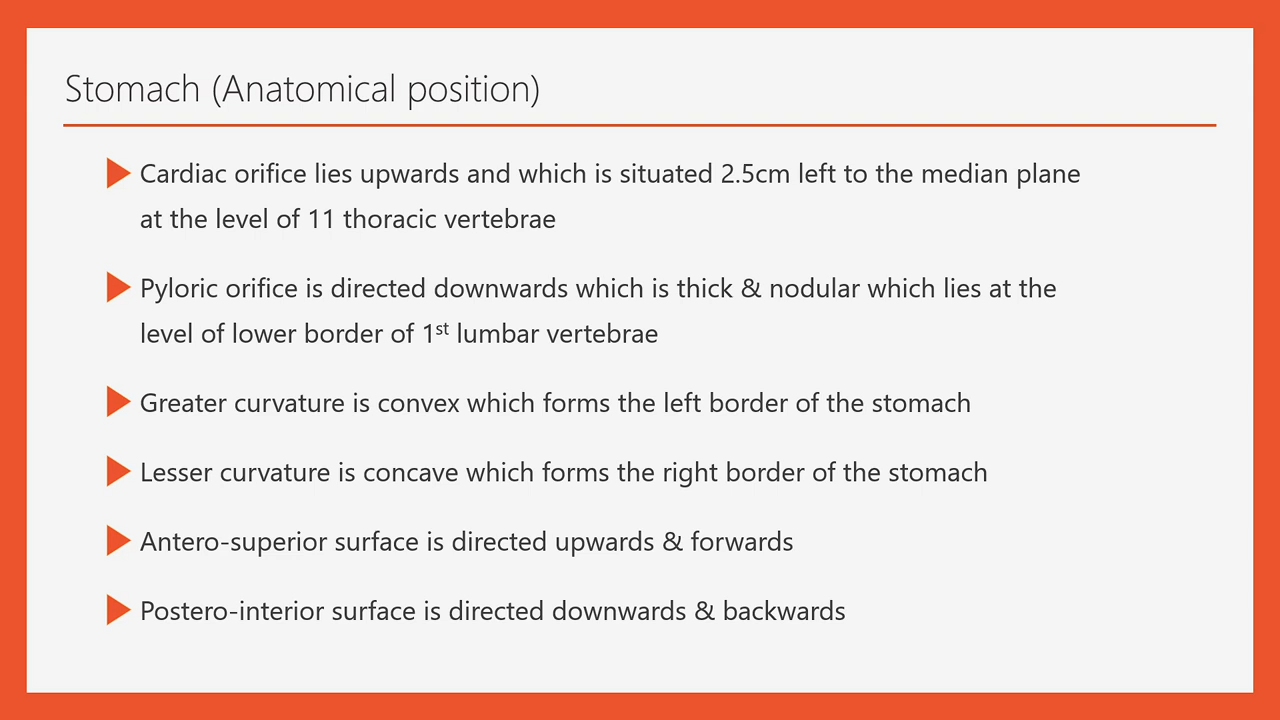 Stomach (Anatomical position)
Cardiac orifice lies upwards and which is situated 2.5cm left to the median plane
at the level of 11 thoracic vertebrae
Pyloric orifice is directed downwards which is thick & nodular which lies at the
level of lower border of 1st lumbar vertebrae
Greater curvature is convex which forms the left border of the stomach
Lesser curvature is concave which forms the right border of the stomach
Antero-superior surface is directed upwards & forwards
Postero-interior surface is directed downwards & backwards